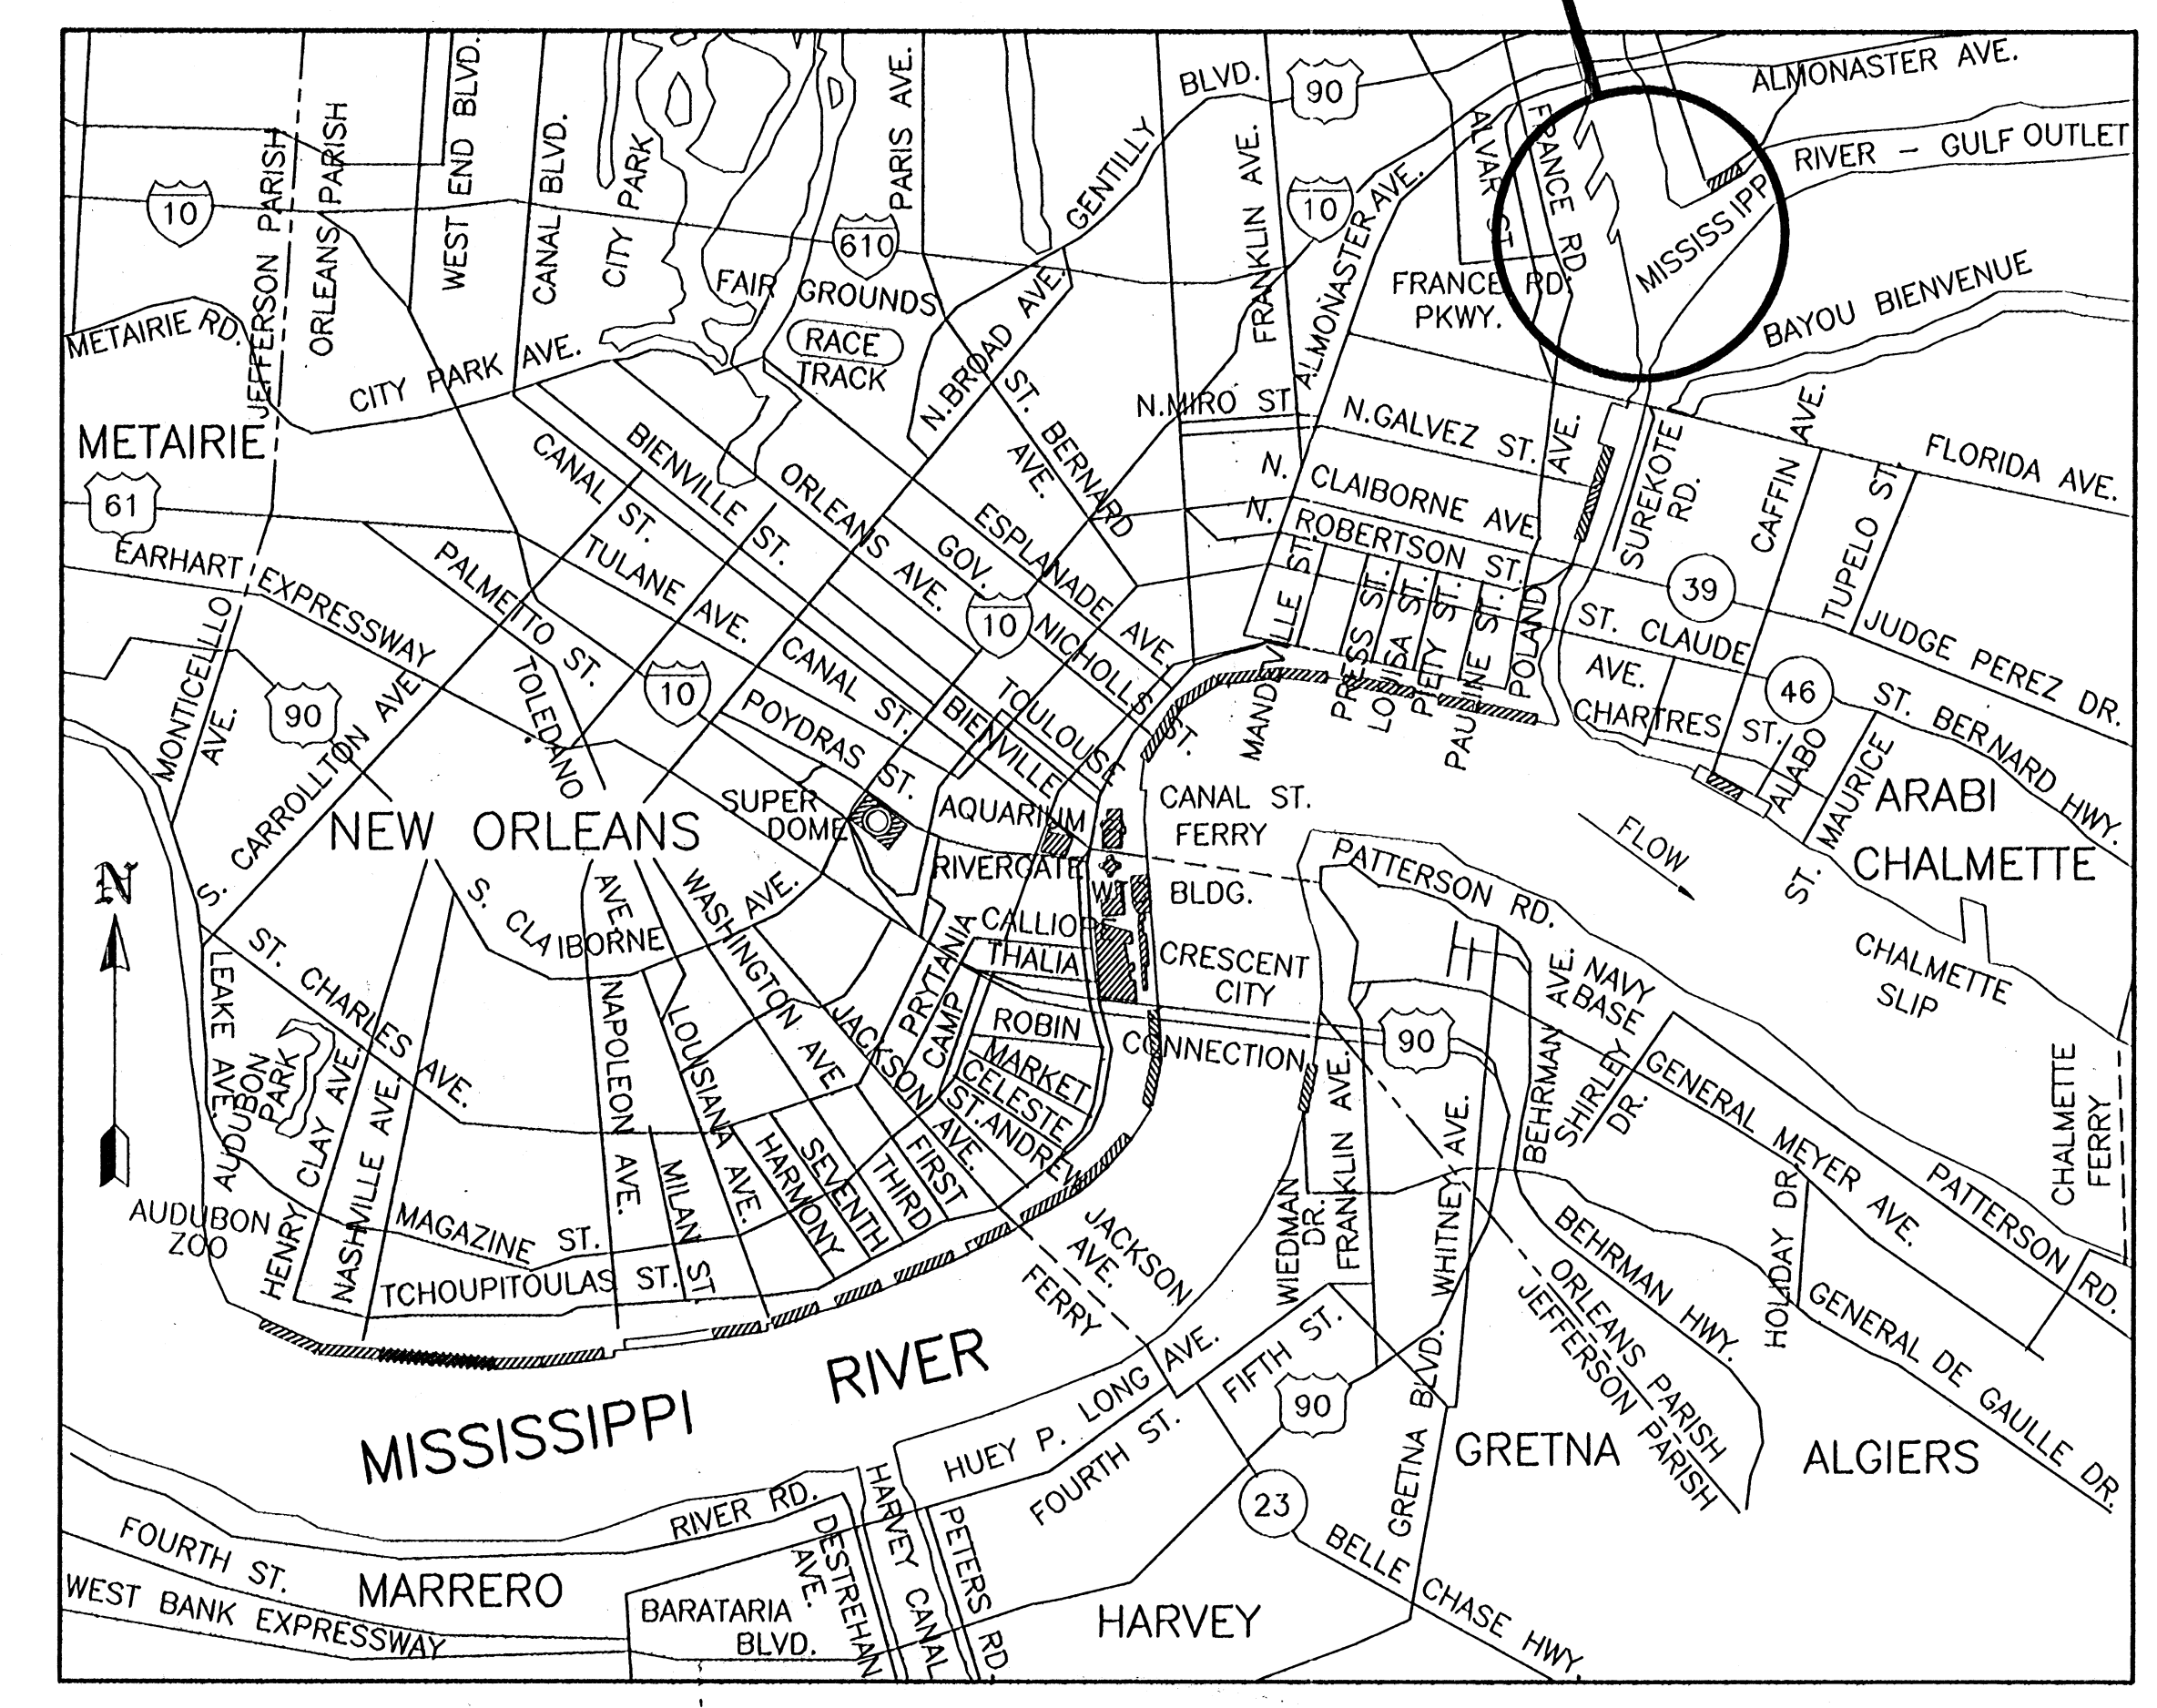 BLVD.
90
ALMONASTER AVE.
RIVER - GULF OUTLET
MISSISSIPPI
JEFFERSON PARISH
ORLEANS PARISH
WEST END BLVD.
CANAL BLVD.
CITY PARK
PARIS AVE.
GENTILLY
FRANKLIN AVE.
ALMONASTER AVE.
ALVAR ST.
FRANCE RD.
10
610
10
FAIR GROUNDS
RACE
TRACK
FRANCE RD.
PKWY.
BAYOU BIENVENUE
METAIRIE RD.
CITY PARK AVE.
N.BROAD AVE.
ST. BERNARD
AVE.
N.MIRO ST
N.GALVEZ ST.
AVE.
SUREKOTE
RD.
CAFFIN AVE.
TUPELO ST.
FLORIDA AVE.
METAIRIE
61
CANAL ST.
BIENVILLE ST.
ORLEANS AVE.
ESPLANADE AVE.
GOV.
NICHOLLS
ST.
N. CLAIBORNE AVE.
N. ROBERTSON ST.
EARHART EXPRESSWAY
PALMETTO ST.
TULANE AVE.
CANAL ST.
10
10
39
ST. CLAUDE
AVE.
JUDGE PEREZ DR.
MONTICELLO
AVE.
90
S. CARROLLTON AVE.
TOLEDANO
POYDRAS ST.
BIENVILLE
TOULOUSE
MANDEVILLE ST.
PRESS ST.
LOUISA ST.
PIETY ST.
PAULINE ST.
POLAND
CHARTRES ST.
46
ST. BERNARD HWY.
ALABO
ST. MAURICE
ARABI
CHALMETTE
NEW ORLEANS
SUPER
DOME
AQUARIUM
CANAL ST.
FERRY
RIVERGATE
WT
BLDG.
FLOW
PATTERSON RD.
N
S. CLAIBORNE
AVE.
WASHINGTON AVE.
CALLIOP
THALIA
CRESCENT
CITY
CONNECTION
CHALMETTE
SLIP
NAVY
BASE
BEHRMAN AVE.
ST. CHARLES AVE.
LEAKE AVE.
AUDUBON
PARK
NAPOLEON AVE.
AVE.
LOUISIANA AVE.
JACKSON AVE.
PRYTANIA
CAMP
ROBIN
MARKET
CELESTE
ST.ANDREW
90
FRANKLIN AVE.
WHITNEY AVE.
SHIRLEY
DR.
GENERAL MEYER AVE.
CHALMETTE
FERRY
HENRY CLAY AVE.
NASHVILLE AVE.
AUDUBON
ZOO
MAGAZINE ST.
MILAN
ST.
HARMONY
SEVENTH
THIRD
FIRST
TCHOUPITOULAS ST.
JACKSON
AVE.
FERRY
WIEDMAN
DR.
BEHRMAN HWY.
HOLIDAY DR.
PATTERSON RD.
GENERAL DE GAULLE DR.
ORLEANS PARISH
JEFFERSON PARISH
MISSISSIPPI RIVER
HUEY P. LONG AVE.
FIFTH ST.
FOURTH ST.
90
GRETNA BLVD.
GRETNA
ALGIERS
23
RIVER RD.
FOURTH ST.
WEST BANK EXPRESSWAY
MARRERO
BARATARIA
BLVD.
DESTREHAN
AVE.
HARVEY CANAL
PETERS RD.
HARVEY
BELLE CHASE HWY.